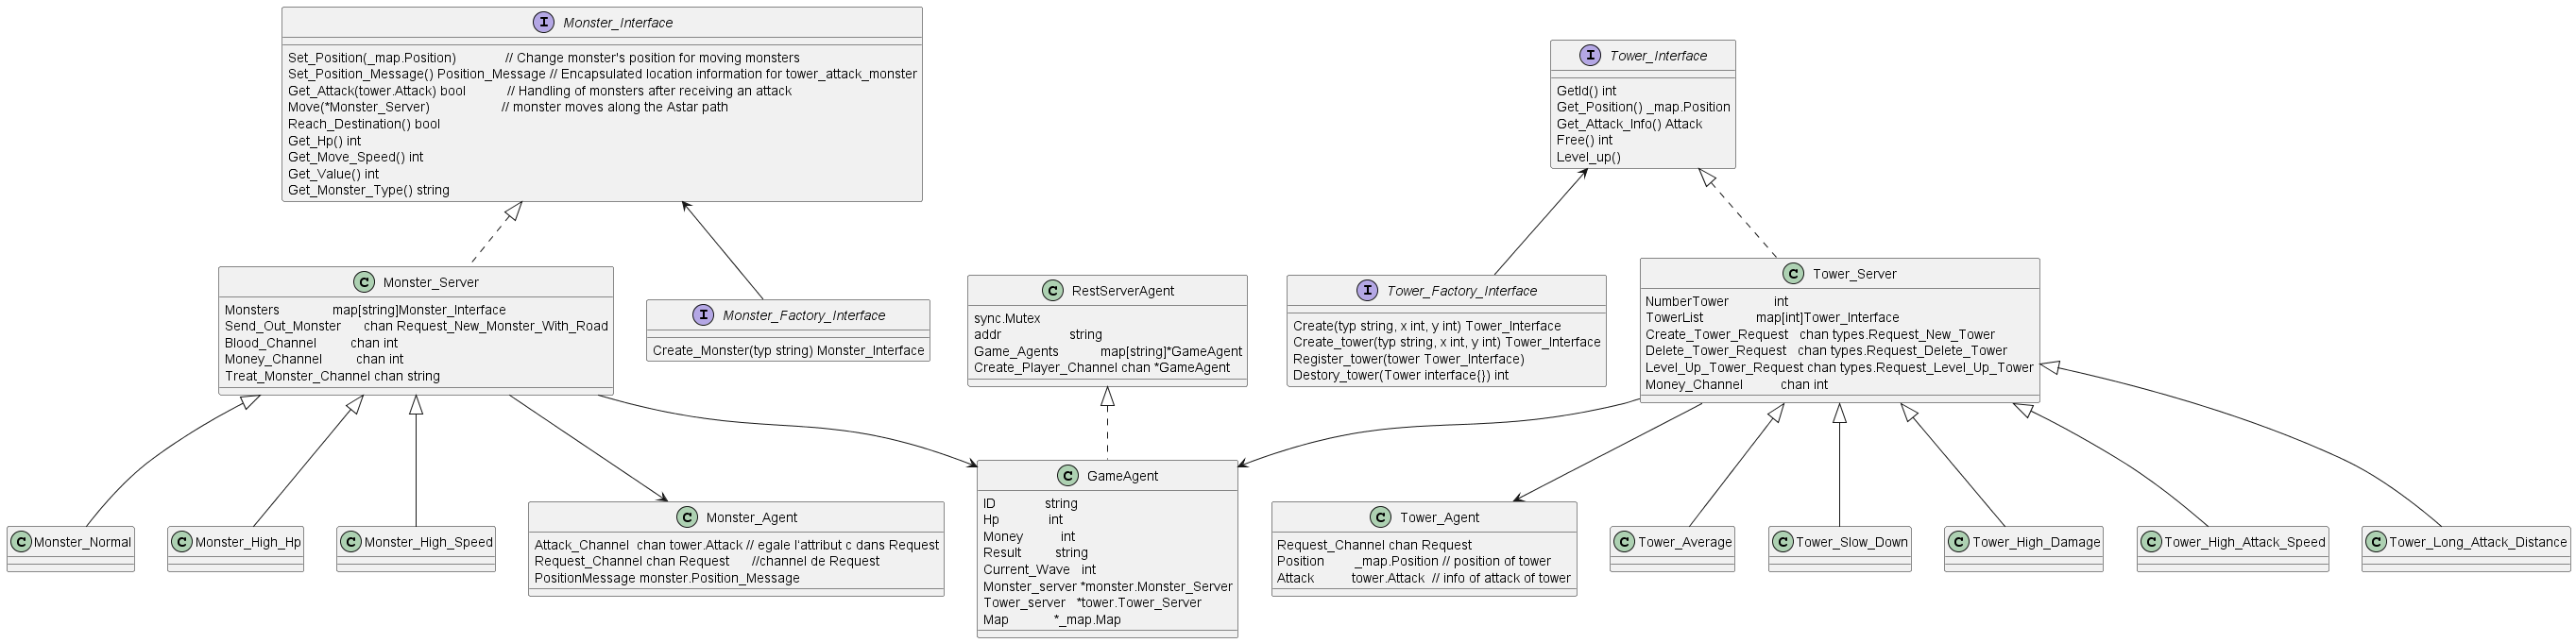 Monster_Interface
Set_Position(_map.Position) // Change monster's position for moving monsters
Set_Position_Message() Position_Message // Encapsulated location information for tower_attack_monster
Get_Attack(tower.Attack) bool // Handling of monsters after receiving an attack
Move(*Monster_Server) // monster moves along the Astar path
Reach_Destination() bool
Get_Hp() int
Get_Move_Speed() int
Get_Value() int
Get_Monster_Type() string
Tower_Interface
GetId() int
Get_Position() _map.Position
Get_Attack_Info() Attack
Free() int
Level_up()
Monster_Server
Monsters map[string]Monster_Interface
Send_Out_Monster chan Request_New_Monster_With_Road
Blood_Channel chan int
Money_Channel chan int
Treat_Monster_Channel chan string
Monster_Factory_Interface
Create_Monster(typ string) Monster_Interface
RestServerAgent
sync.Mutex
addr string
Game_Agents map[string]*GameAgent
Create_Player_Channel chan *GameAgent
Tower_Factory_Interface
Create(typ string, x int, y int) Tower_Interface
Create_tower(typ string, x int, y int) Tower_Interface
Register_tower(tower Tower_Interface)
Destory_tower(Tower interface{}) int
Tower_Server
NumberTower int
TowerList map[int]Tower_Interface
Create_Tower_Request chan types.Request_New_Tower
Delete_Tower_Request chan types.Request_Delete_Tower
Level_Up_Tower_Request chan types.Request_Level_Up_Tower
Money_Channel chan int
Monster_Normal
Monster_High_Hp
Monster_High_Speed
Monster_Agent
Attack_Channel chan tower.Attack // egale l'attribut c dans Request
Request_Channel chan Request //channel de Request
PositionMessage monster.Position_Message
GameAgent
ID string
Hp int
Money int
Result string
Current_Wave int
Monster_server *monster.Monster_Server
Tower_server *tower.Tower_Server
Map *_map.Map
Tower_Agent
Request_Channel chan Request
Position _map.Position // position of tower
Attack tower.Attack // info of attack of tower
Tower_Average
Tower_Slow_Down
Tower_High_Damage
Tower_High_Attack_Speed
Tower_Long_Attack_Distance